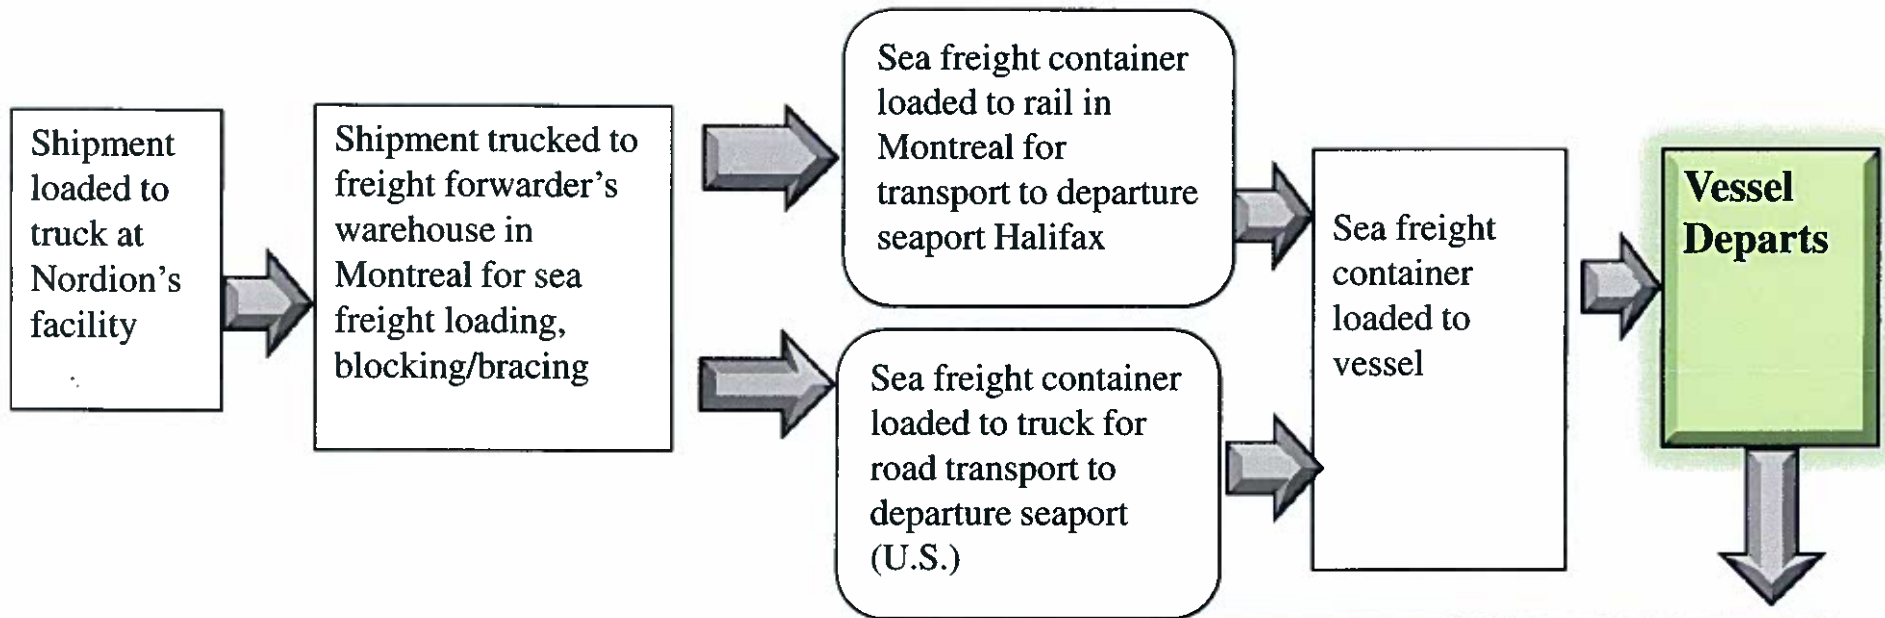 Shipment
loaded to
truck at
Nordion's
facility
Shipment trucked to
freight forwarder's
warehouse in
Montreal for sea
freight loading,
blocking/bracing
Sea freight container
loaded to rail in
Montreal for
transport to departure
seaport Halifax
Sea freight container
loaded to truck for
road transport to
departure seaport
(U.S.)
Sea freight
container
loaded to
vessel
Vessel
Departs